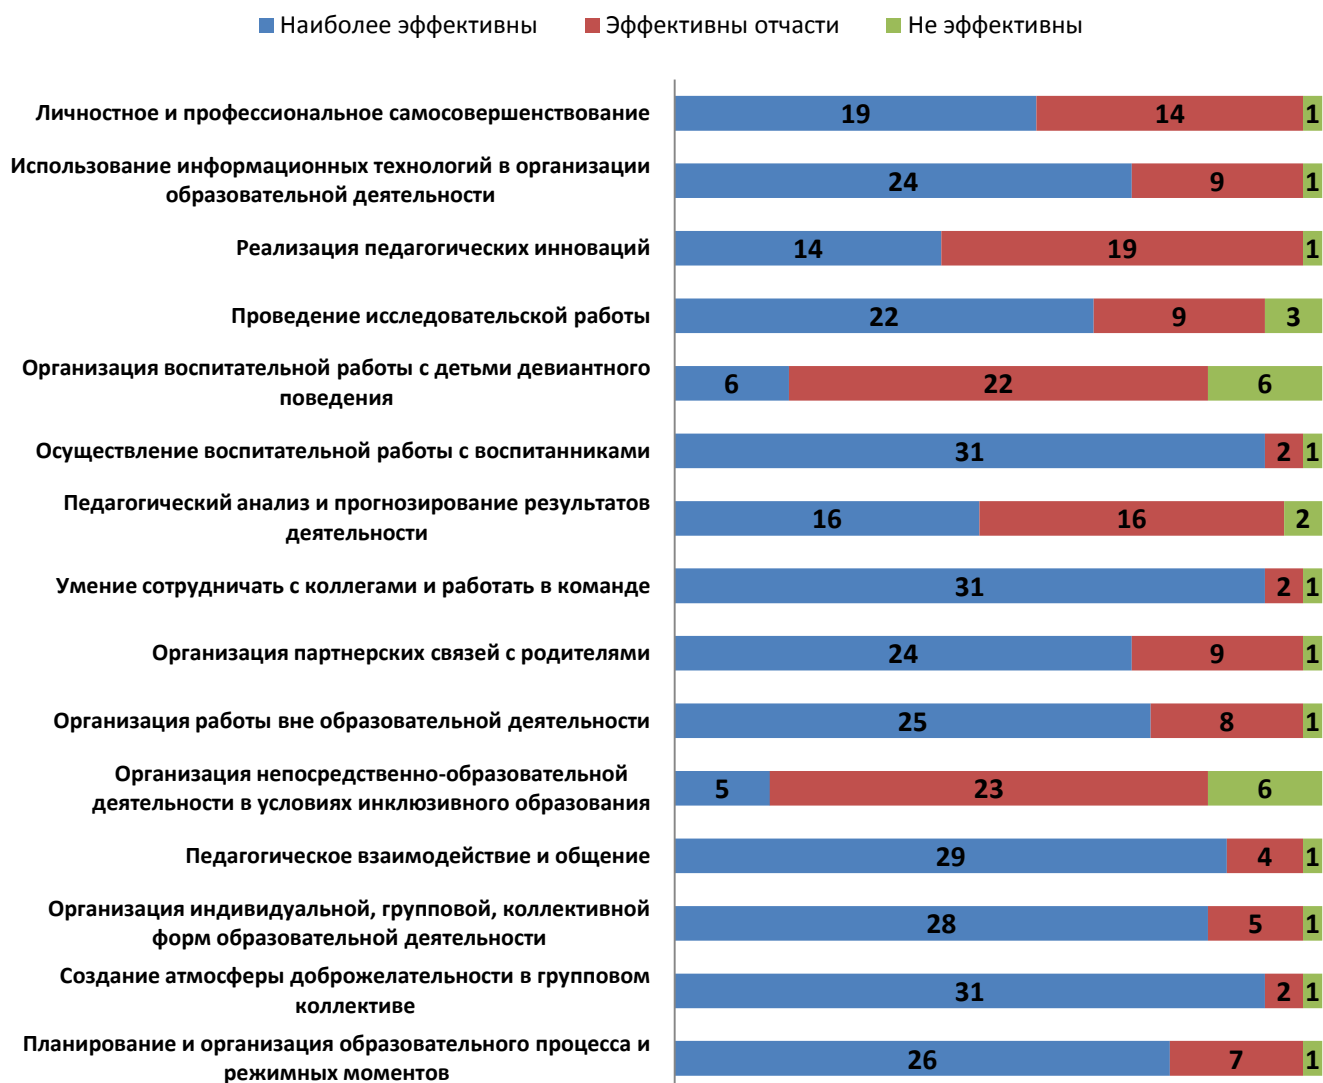 Наиболее эффективны Эффективны отчасти Не эффективны
Личностное и профессиональное самосовершенствование 19 14 1
Использование информационных технологий в организации
образовательной деятельности 24 9 1
Реализация педагогических инноваций 14 19 1
Проведение исследовательской работы 22 9 3
Организация воспитательной работы с детьми девиантного
поведения 6 22 6
Осуществление воспитательной работы с воспитанниками 31 2 1
Педагогический анализ и прогнозирование результатов
деятельности 16 16 2
Умение сотрудничать с коллегами и работать в команде 31 2 1
Организация партнерских связей с родителями 24 9 1
Организация работы вне образовательной деятельности 25 8 1
Организация непосредственно-образовательной
деятельности в условиях инклюзивного образования 5 23 6
Педагогическое взаимодействие и общение 29 4 1
Организация индивидуальной, групповой, коллективной
форм образовательной деятельности 28 5 1
Создание атмосферы доброжелательности в групповом
коллективе 31 2 1
Планирование и организация образовательного процесса и
режимных моментов 26 7 1